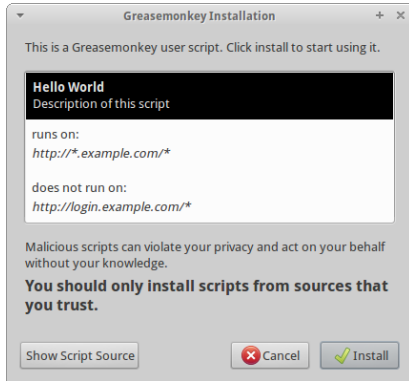 Greasemonkey Installation
This is a Greasemonkey user script. Click install to start using it.
Hello World
Description of this script
runs on:
http://*.example.com/*
does not run on:
http://login.example.com/*
Malicious scripts can violate your privacy and act on your behalf
without your knowledge.
You should only install scripts from sources that
you trust.
Show Script Source
Cancel
Install